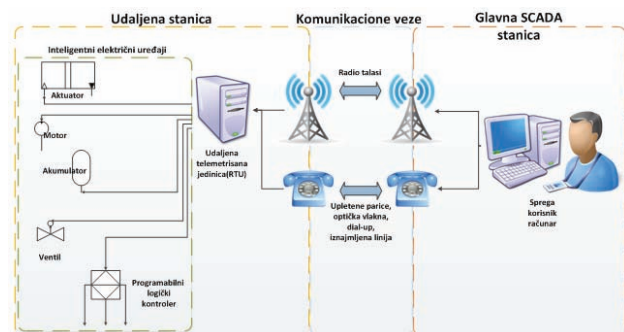 Udaljena stanica
Komunikacione veze
Glavna SCADA
stanica
Inteligentni električni uređaji
Aktuator
Motor
Akumulator
Ventil
Programabilni
logički
kontroler
Udaljena
telemetrisana
jedinica(RTU)
Radio talasi
Upletene parice,
optička vlakna,
dial-up,
iznajmljena linija
Sprega
korisnik
računar